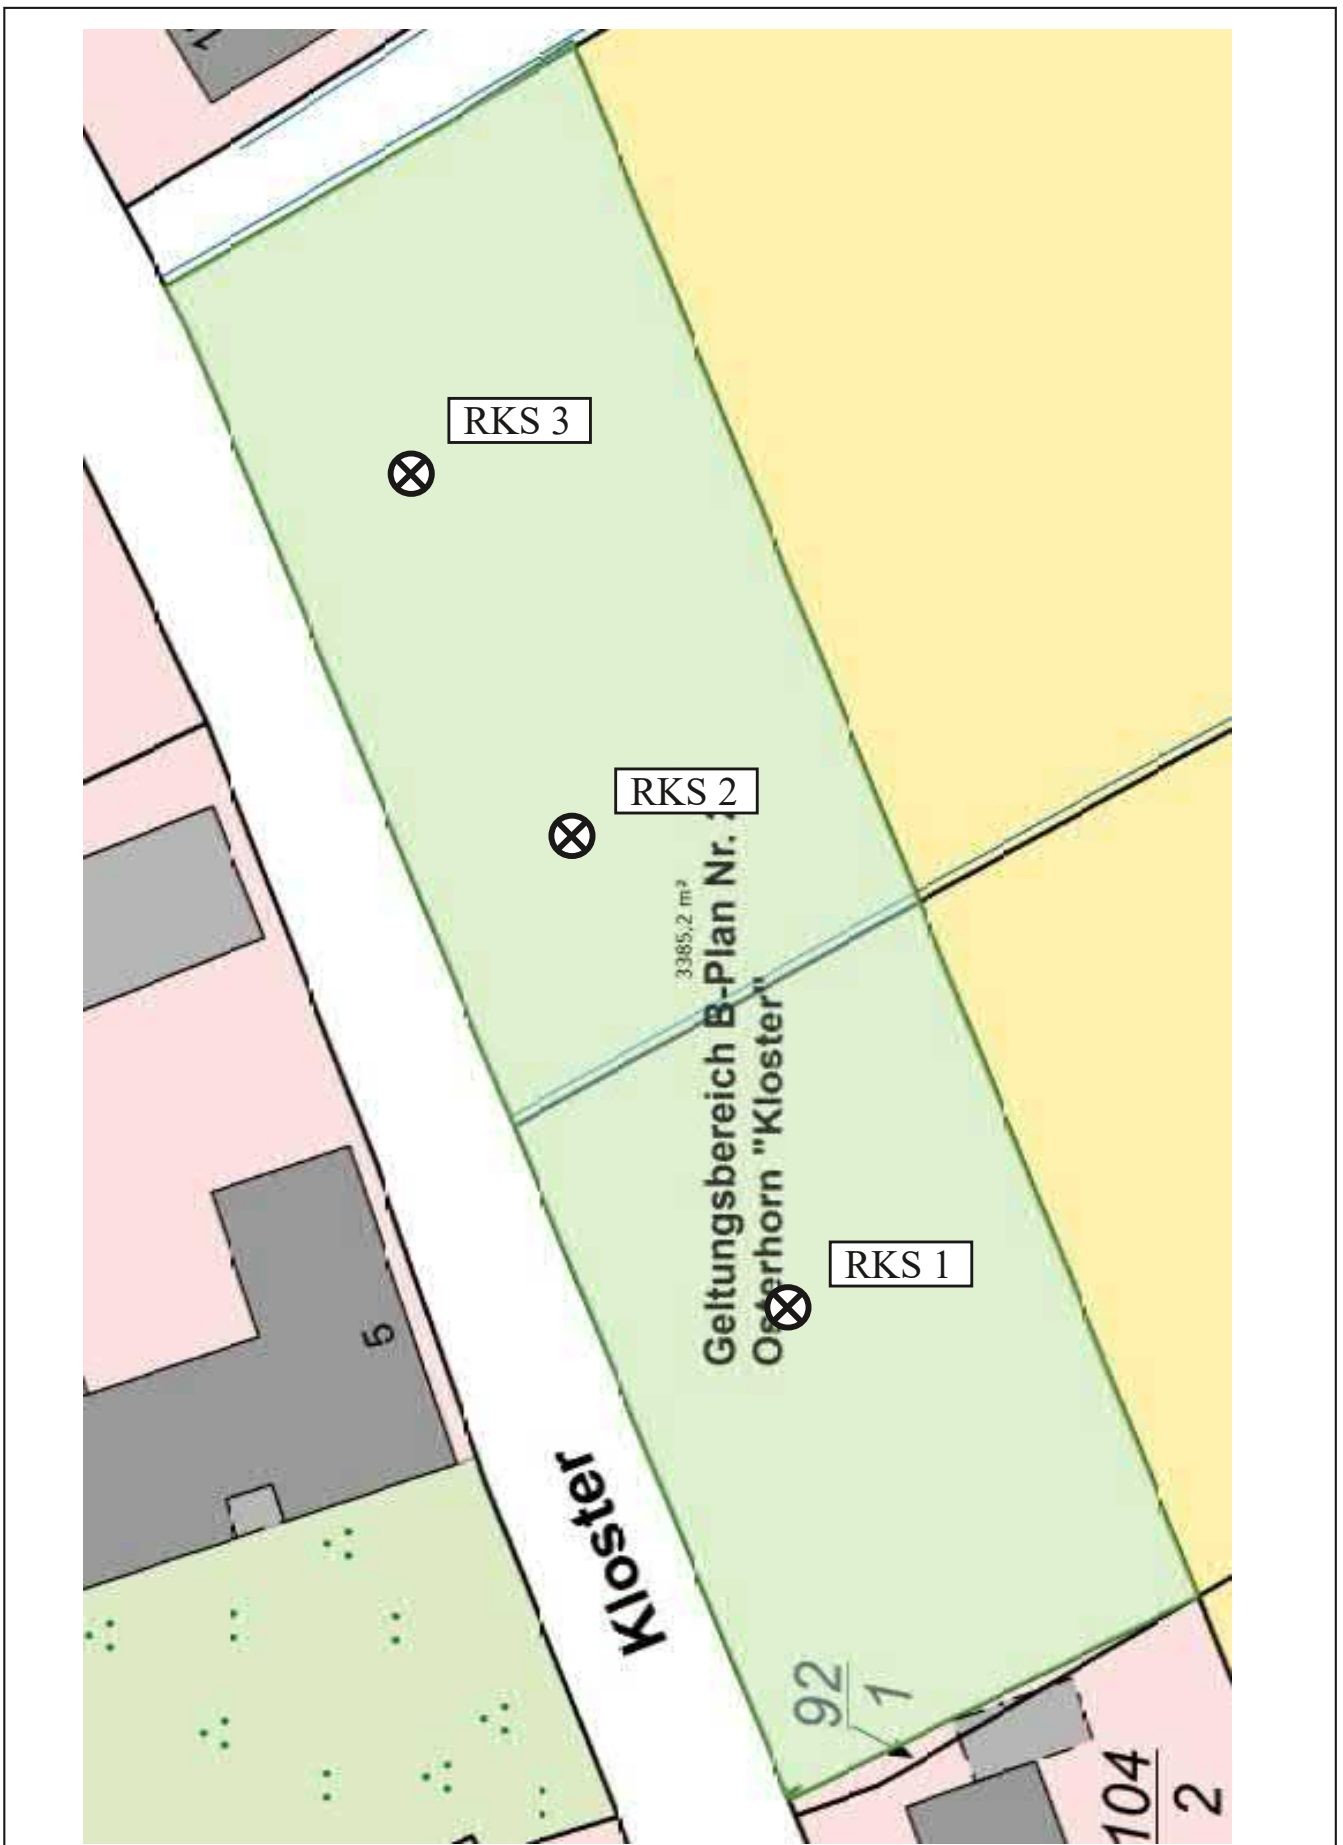 RKS 3
RKS 2
3385,2 m²
Geltungsbereich B-Plan Nr.
Osterhorn "Kloster"
RKS 1
5
Kloster
92
1
104
2